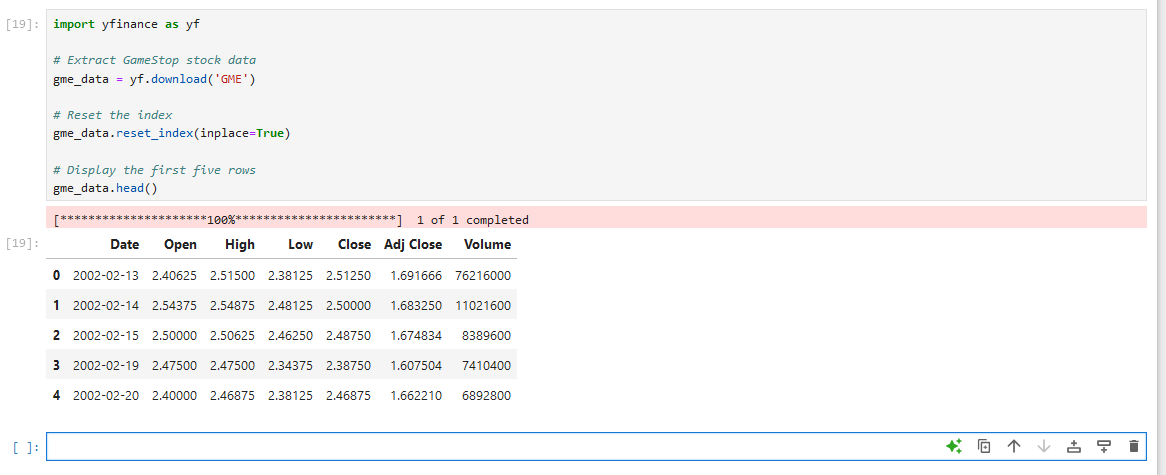 [19]: import yfinance as yf
# Extract GameStop stock data
gme_data = yf.download('GME')
# Reset the index
gme_data.reset_index(inplace=True)
# Display the first five rows
gme_data.head()
[*********************100%***********************] 1 of 1 completed
[19]: Date Open High Low Close Adj Close Volume
0 2002-02-13 2.40625 2.51500 2.38125 2.51250 1.691666 76216000
1 2002-02-14 2.54375 2.54875 2.48125 2.50000 1.683250 11021600
2 2002-02-15 2.50000 2.50625 2.46250 2.48750 1.674834 8389600
3 2002-02-19 2.47500 2.47500 2.34375 2.38750 1.607504 7410400
4 2002-02-20 2.40000 2.46875 2.38125 2.46875 1.662210 6892800
[ ]: